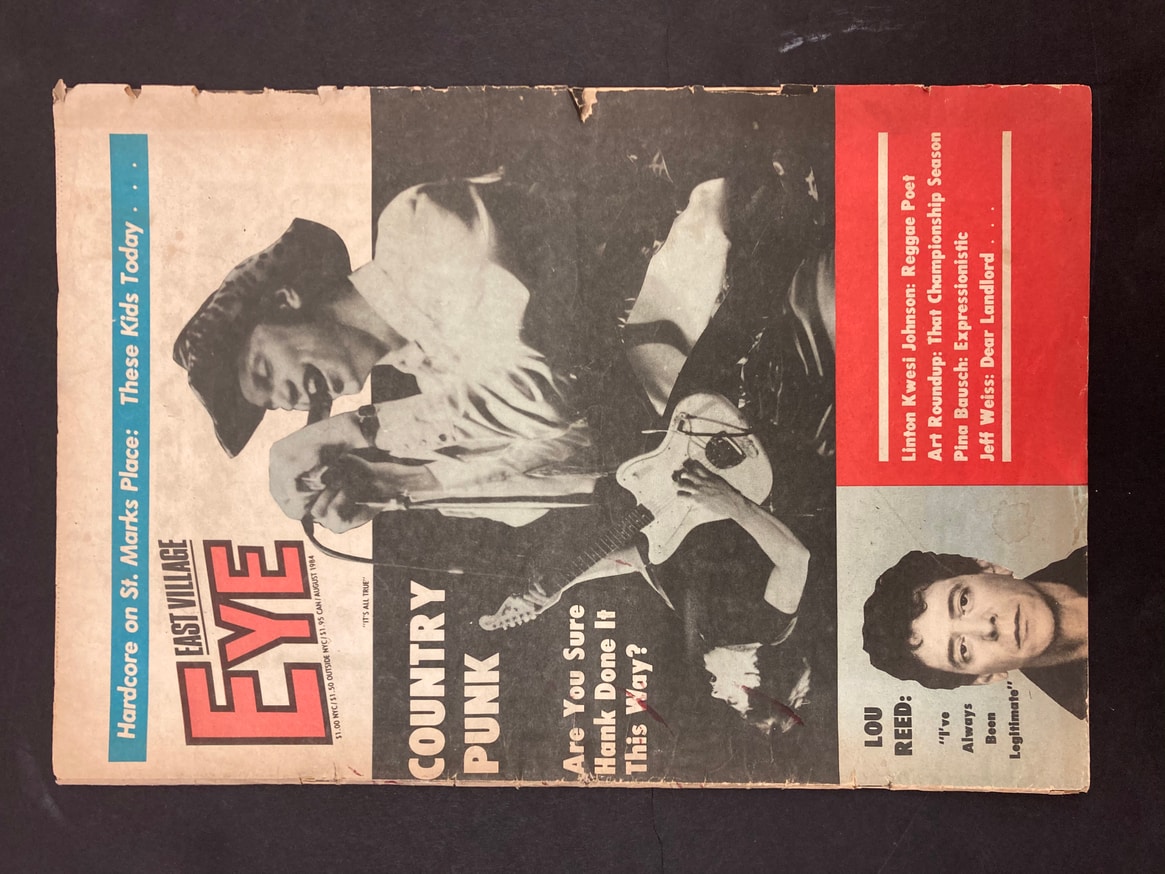 Hardcore on St. Marks Place: These Kids Today . . .
EAST VILLAGE
EYE
$1.00 NYC/$1.50 OUTSIDE NYC/$1.95 CAN/AUGUST 1984
"IT'S ALL TRUE"
COUNTRY
PUNK
Are You Sure
Hank Done It
This Way?
LOU
REED:
"I've
Always
Been
Legitimate"
Linton Kwesi Johnson: Reggae Poet
Art Roundup: That Championship Season
Pina Bausch: Expressionistic
Jeff Weiss: Dear Landlord . . . .